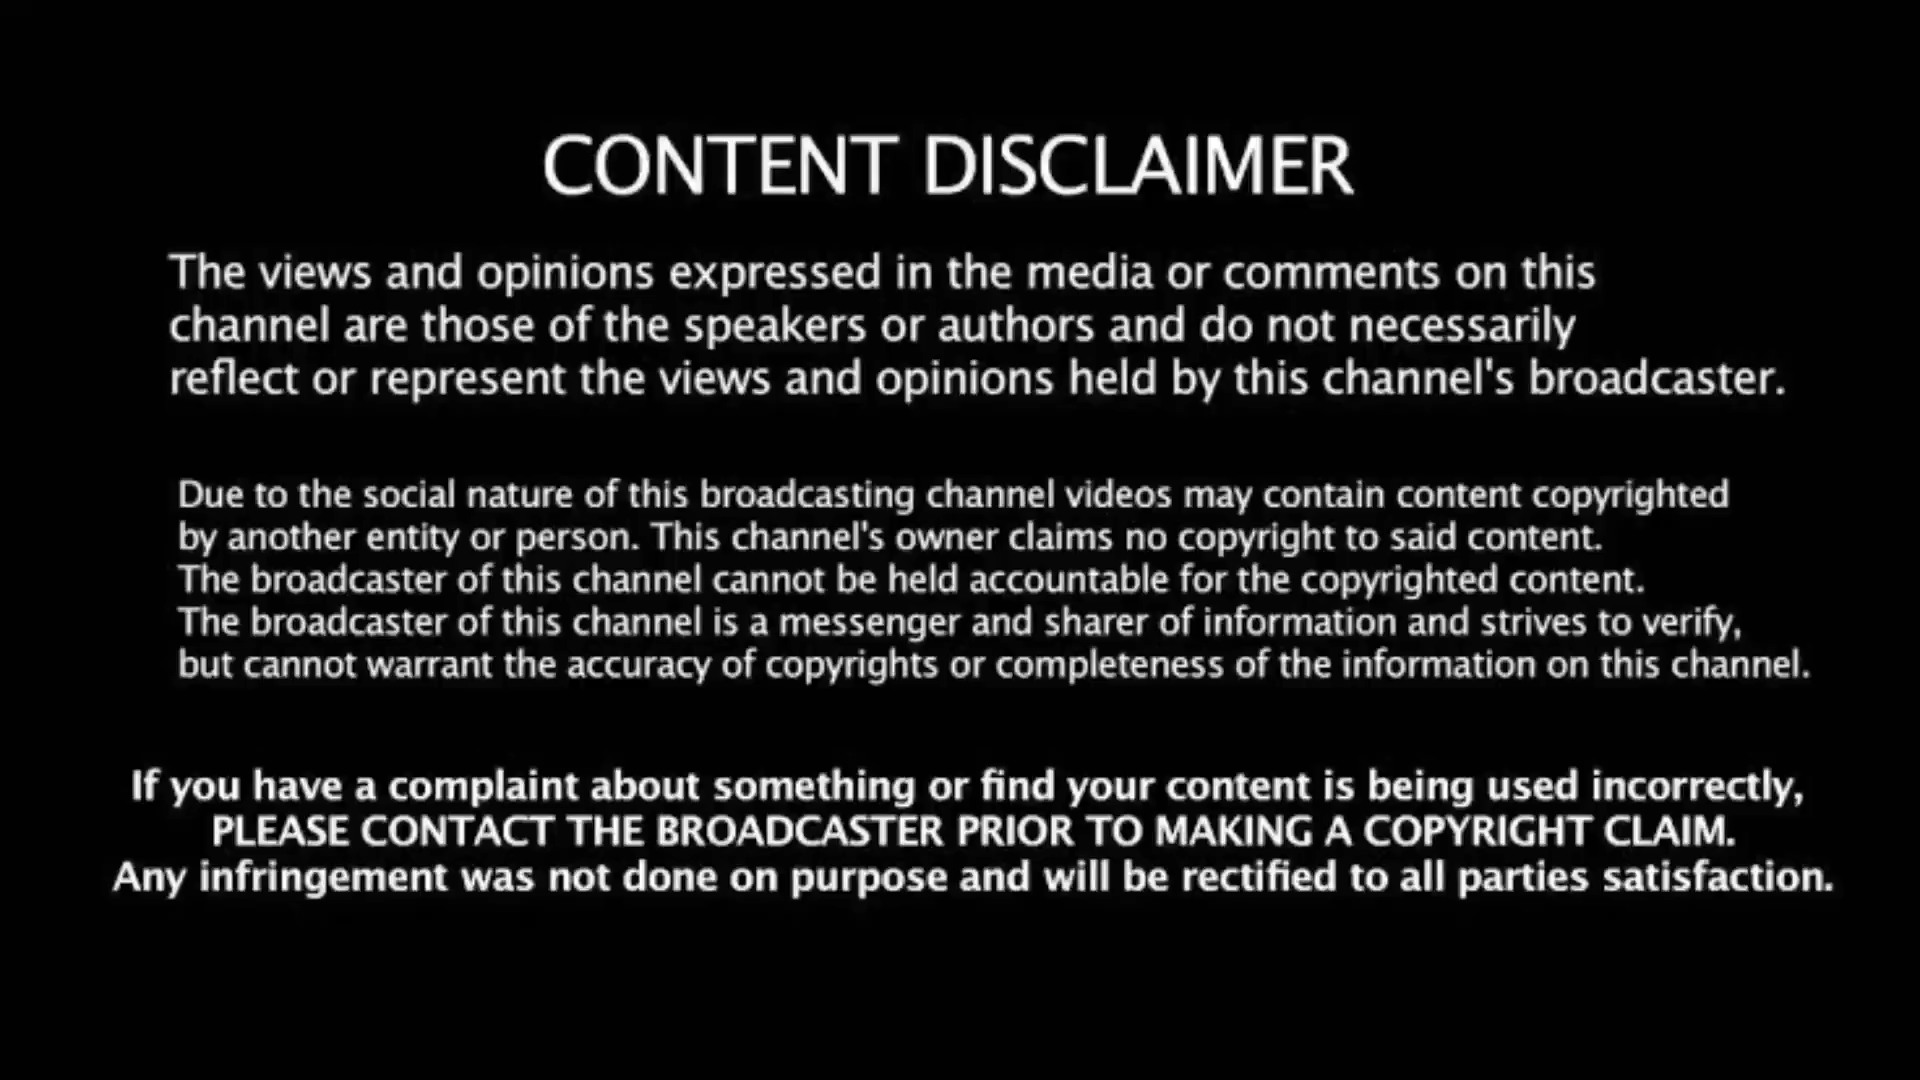 CONTENT DISCLAIMER
The views and opinions expressed in the media or comments on this
channel are those of the speakers or authors and do not necessarily
reflect or represent the views and opinions held by this channel's broadcaster.
Due to the social nature of this broadcasting channel videos may contain content copyrighted
by another entity or person. This channel's owner claims no copyright to said content.
The broadcaster of this channel cannot be held accountable for the copyrighted content.
The broadcaster of this channel is a messenger and sharer of information and strives to verify,
but cannot warrant the accuracy of copyrights or completeness of the information on this channel.
If you have a complaint about something or find your content is being used incorrectly,
PLEASE CONTACT THE BROADCASTER PRIOR TO MAKING A COPYRIGHT CLAIM.
Any infringement was not done on purpose and will be rectified to all parties satisfaction.